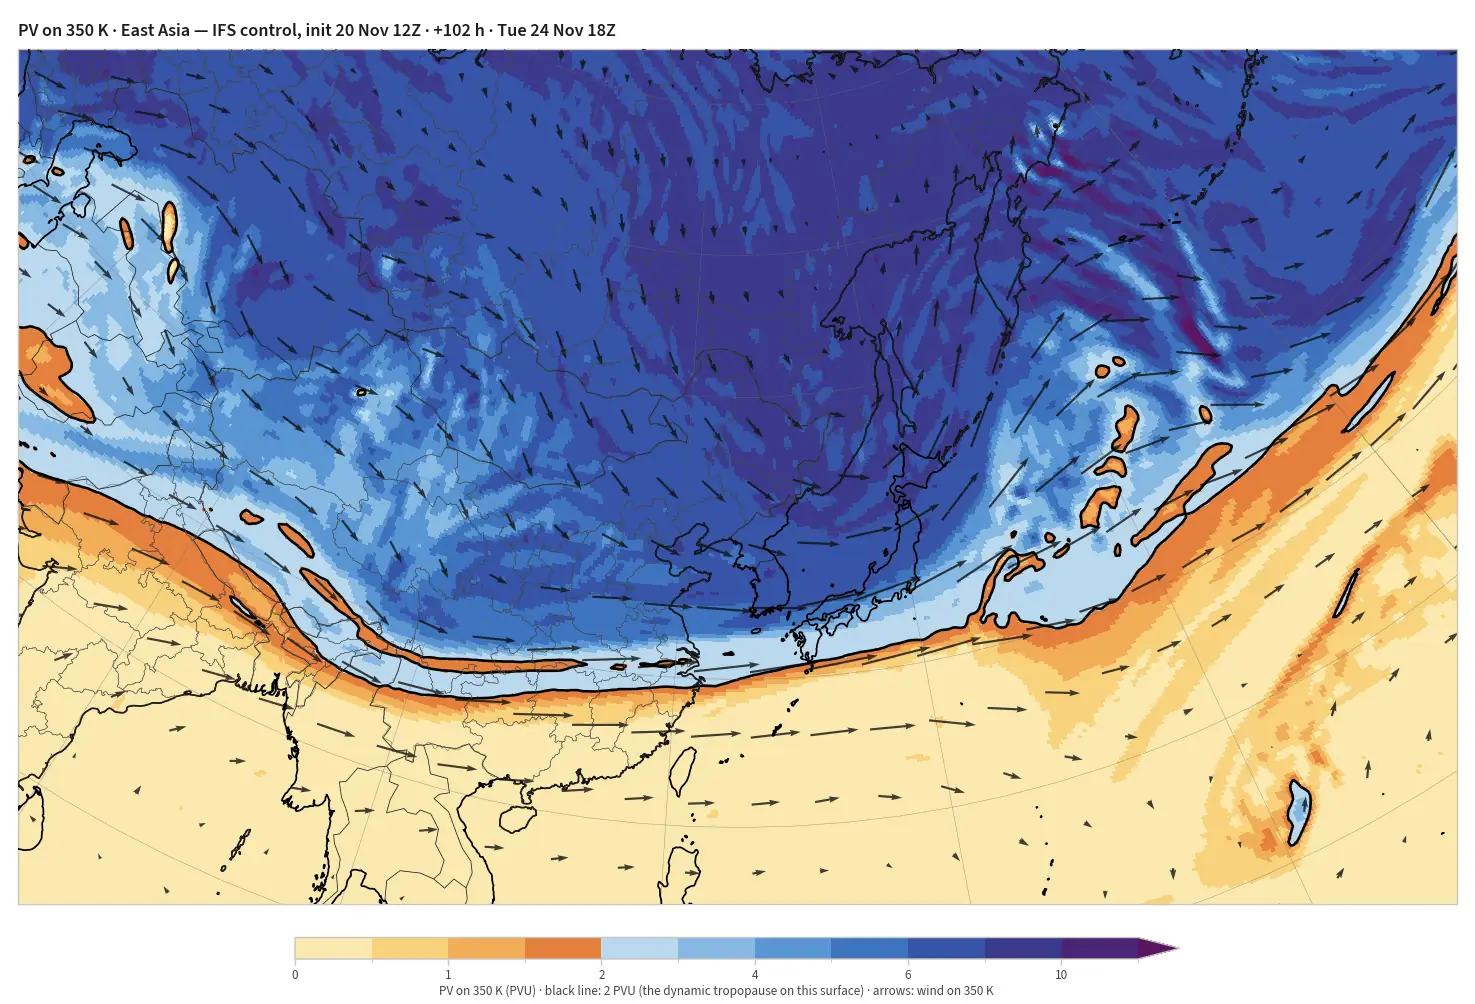 PV on 350 K · East Asia — IFS control, init 20 Nov 12Z · +102 h · Tue 24 Nov 18Z
0 1 2 4 6 10
PV on 350 K (PVU) · black line: 2 PVU (the dynamic tropopause on this surface) · arrows: wind on 350 K